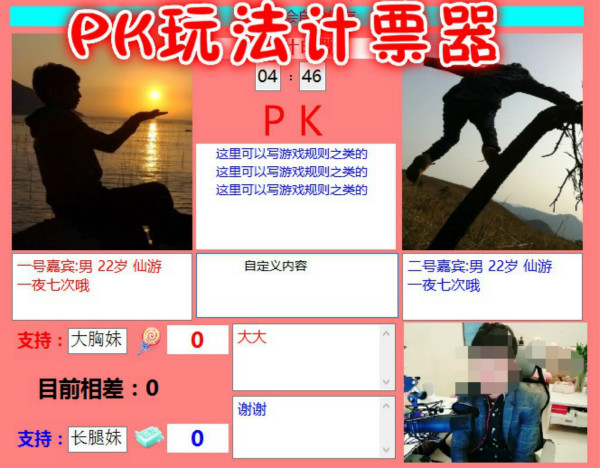 PK玩法计票器
04 : 46
PK
这里可以写游戏规则之类的
这里可以写游戏规则之类的
这里可以写游戏规则之类的
一号嘉宾:男 22岁 仙游
一夜七次哦
自定义内容
二号嘉宾:男 22岁 仙游
一夜七次哦
支持：大胸妹 0
大大
目前相差：0
谢谢
支持：长腿妹 0